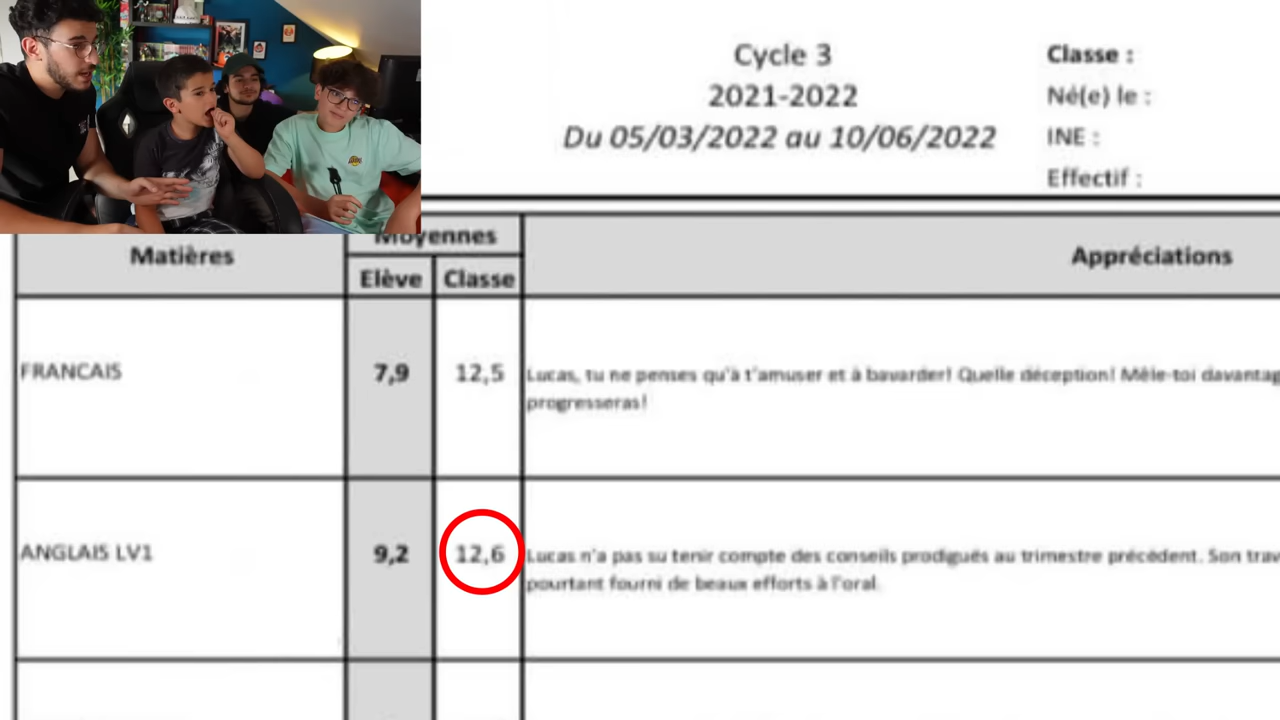 Cycle 3
2021-2022
Du 05/03/2022 au 10/06/2022
Classe :
Né(e) le :
INE :
Effectif :
Matières
Moyennes
Elève
Classe
Appréciations
FRANCAIS
7,9
12,5
Lucas, tu ne penses qu'à t'amuser et à bavarder! Quelle déception! Mêle-toi davantag
progresseras!
ANGLAIS LV1
9,2
12,6
Lucas n'a pas su tenir compte des conseils prodigués au trimestre précédent. Son trav
pourtant fourni de beaux efforts à l'oral.